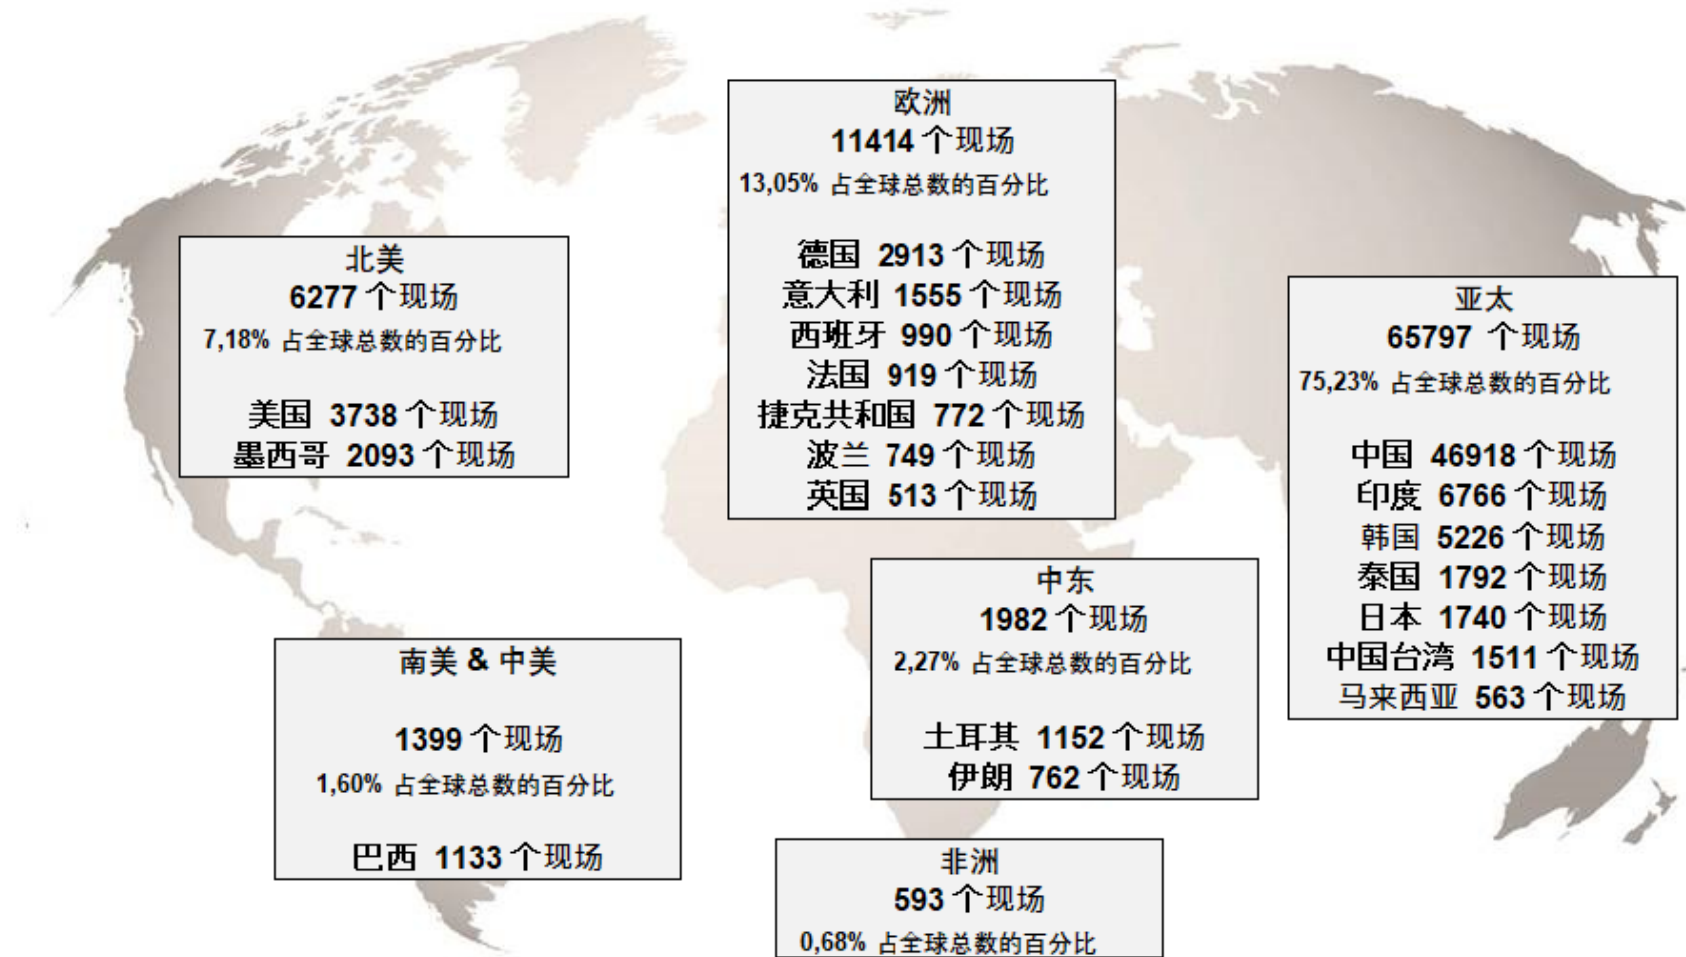 欧洲
11414 个现场
13,05% 占全球总数的百分比
德国 2913 个现场
意大利 1555 个现场
西班牙 990 个现场
法国 919 个现场
捷克共和国 772 个现场
波兰 749 个现场
英国 513 个现场
北美
6277 个现场
7,18% 占全球总数的百分比
美国 3738 个现场
墨西哥 2093 个现场
亚太
65797 个现场
75,23% 占全球总数的百分比
中国 46918 个现场
印度 6766 个现场
韩国 5226 个现场
泰国 1792 个现场
日本 1740 个现场
中国台湾 1511 个现场
马来西亚 563 个现场
中东
1982 个现场
2,27% 占全球总数的百分比
土耳其 1152 个现场
伊朗 762 个现场
南美 & 中美
1399 个现场
1,60% 占全球总数的百分比
巴西 1133 个现场
非洲
593 个现场
0,68% 占全球总数的百分比